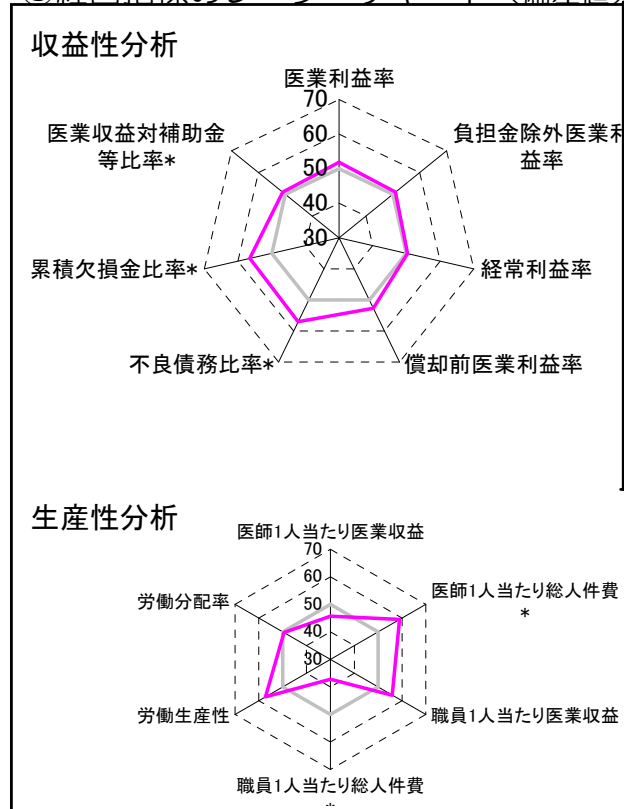 収益性分析
医業利益率
70
60
50
40
30
負担金除外医業利
益率
経常利益率
償却前医業利益率
不良債務比率*
累積欠損金比率*
医業収益対補助金
等比率*
生産性分析
医師1人当たり医業収益
70
60
50
40
30
医師1人当たり総人件費
*
職員1人当たり医業収益
職員1人当たり総人件費
*
労働生産性
労働分配率